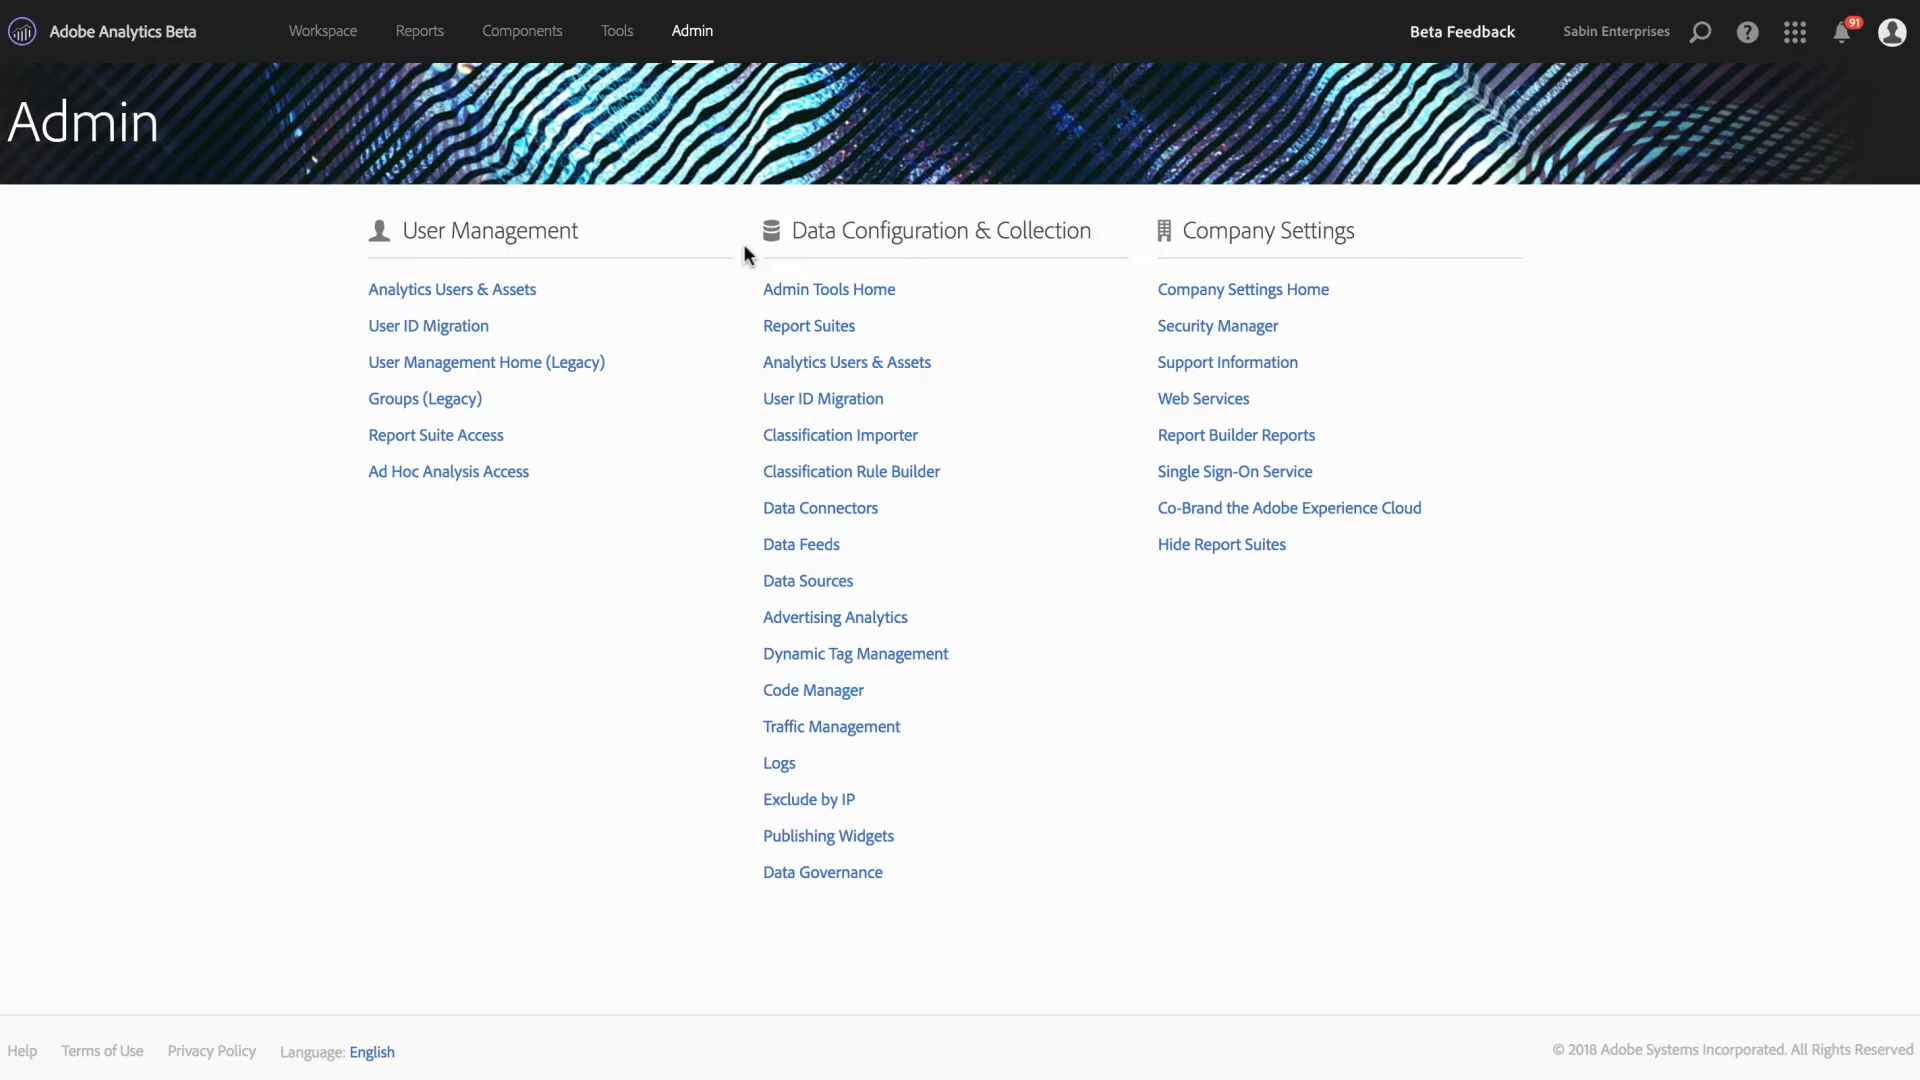 Adobe Analytics Beta
Workspace
Reports
Components
Tools
Admin
Beta Feedback
Sabin Enterprises
91
Admin
User Management
Analytics Users & Assets
User ID Migration
User Management Home (Legacy)
Groups (Legacy)
Report Suite Access
Ad Hoc Analysis Access
Data Configuration & Collection
Admin Tools Home
Report Suites
Analytics Users & Assets
User ID Migration
Classification Importer
Classification Rule Builder
Data Connectors
Data Feeds
Data Sources
Advertising Analytics
Dynamic Tag Management
Code Manager
Traffic Management
Logs
Exclude by IP
Publishing Widgets
Data Governance
Company Settings
Company Settings Home
Security Manager
Support Information
Web Services
Report Builder Reports
Single Sign-On Service
Co-Brand the Adobe Experience Cloud
Hide Report Suites
Help
Terms of Use
Privacy Policy
Language: English
© 2018 Adobe Systems Incorporated. All Rights Reserved